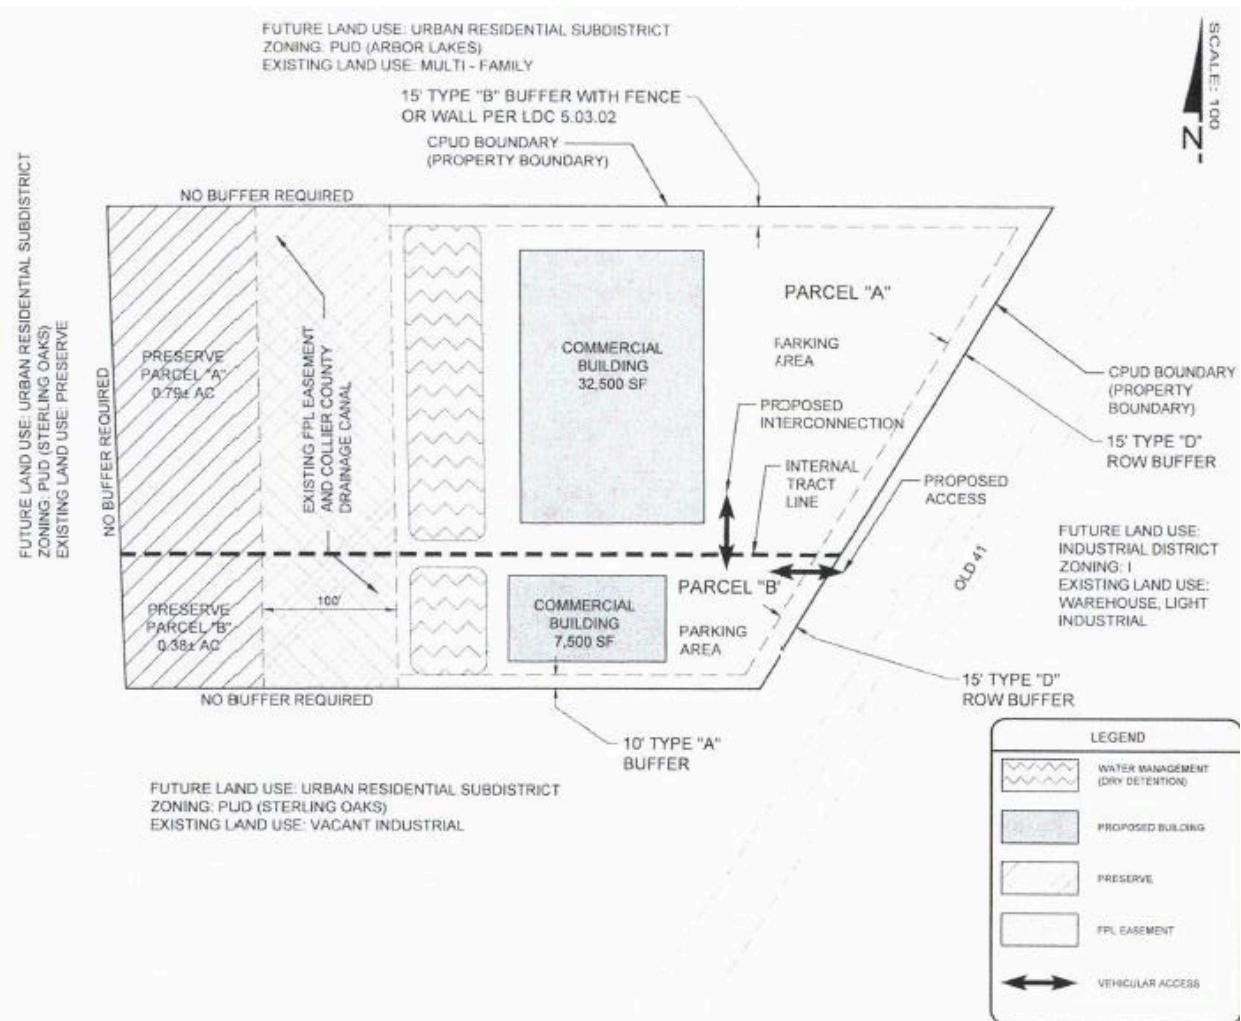 FUTURE LAND USE: URBAN RESIDENTIAL SUBDISTRICT
ZONING: PUD (ARBOR LAKES)
EXISTING LAND USE: MULTI - FAMILY
15' TYPE "B" BUFFER WITH FENCE
OR WALL PER LDC 5.03.02
CPUD BOUNDARY
(PROPERTY BOUNDARY)
SCALE: 100
N
NO BUFFER REQUIRED
FUTURE LAND USE: URBAN RESIDENTIAL SUBDISTRICT
ZONING: PUD (STERLING OAKS)
EXISTING LAND USE: PRESERVE
NO BUFFER REQUIRED
PRESERVE
PARCEL "A"
0.79± AC
EXISTING FPL EASEMENT
AND COLLIER COUNTY
DRAINAGE CANAL
COMMERCIAL
BUILDING
32,500 SF
PARCEL "A"
PARKING
AREA
PROPOSED
INTERCONNECTION
INTERNAL
TRACT
LINE
CPUD BOUNDARY
(PROPERTY
BOUNDARY)
15' TYPE "D"
ROW BUFFER
PROPOSED
ACCESS
FUTURE LAND USE:
INDUSTRIAL DISTRICT
ZONING: I
EXISTING LAND USE:
WAREHOUSE, LIGHT
INDUSTRIAL
OLD 41
PRESERVE
PARCEL "B"
0.38± AC
100'
COMMERCIAL
BUILDING
7,500 SF
PARCEL "B"
PARKING
AREA
15' TYPE "D"
ROW BUFFER
NO BUFFER REQUIRED
10' TYPE "A"
BUFFER
FUTURE LAND USE: URBAN RESIDENTIAL SUBDISTRICT
ZONING: PUD (STERLING OAKS)
EXISTING LAND USE: VACANT INDUSTRIAL
LEGEND
WATER MANAGEMENT
(DRY DETENTION)
PROPOSED BUILDING
PRESERVE
FPL EASEMENT
VEHICULAR ACCESS